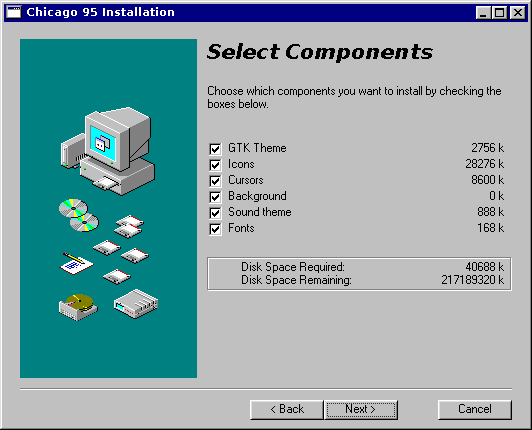 Chicago 95 Installation
Select Components
Choose which components you want to install by checking the
boxes below.
GTK Theme 2756 k
Icons 28276 k
Cursors 8600 k
Background 0 k
Sound theme 888 k
Fonts 168 k
Disk Space Required: 40688 k
Disk Space Remaining: 217189320 k
< Back Next > Cancel